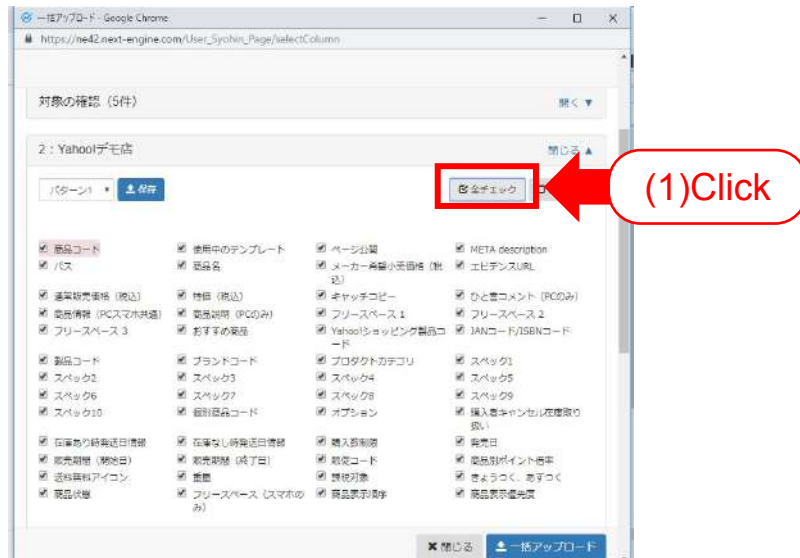 一括アップロード - Google Chrome
https://ne42.next-engine.com/User_Syohin_Page/selectColumn
対象の確認（5件） 開く ▼
2：Yahoo!デモ店 閉じる ▲
パターン1 保存 全チェック
(1)Click
商品コード 使用中のテンプレート ページ公開 META description
パス 商品名 メーカー希望小売価格（税込） エビデンスURL
通常販売価格（税込） 特価（税込） キャッチコピー ひと言コメント（PCのみ）
商品情報（PCスマホ共通） 商品説明（PCのみ） フリースペース 1 フリースペース 2
フリースペース 3 おすすめ商品 Yahoo!ショッピング製品コード JANコード/ISBNコード
製品コード ブランドコード プロダクトカテゴリ スペック1
スペック2 スペック3 スペック4 スペック5
スペック6 スペック7 スペック8 スペック9
スペック10 個別商品コード オプション 購入者キャンセル在庫取り扱い
在庫あり時発送日情報 在庫なし時発送日情報 購入数制限 発売日
販売期間（開始日） 販売期間（終了日） 販促コード 商品別ポイント倍率
送料無料アイコン 重量 課税対象 きょうつく、あすつく
商品状態 フリースペース（スマホのみ） 商品表示順序 商品表示優先度
閉じる 一括アップロード